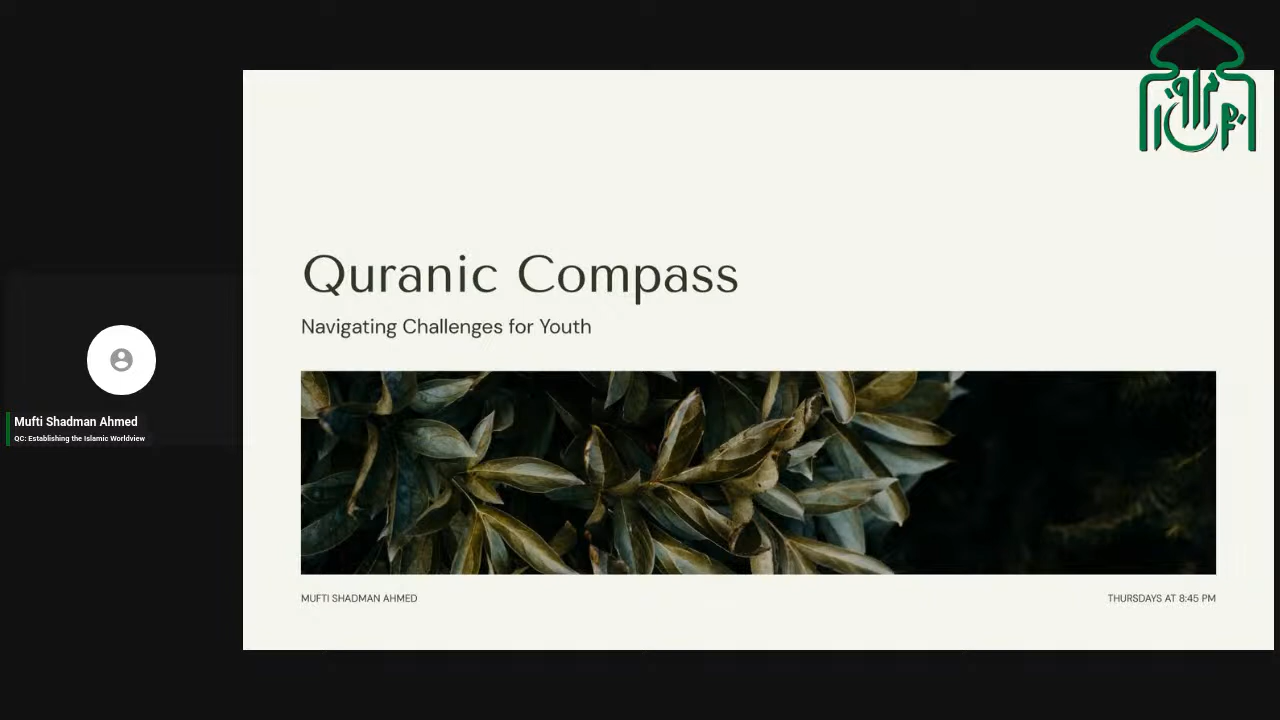 Quranic Compass
Navigating Challenges for Youth
Mufti Shadman Ahmed
QC: Establishing the Islamic Worldview
MUFTI SHADMAN AHMED
THURSDAYS AT 8:45 PM